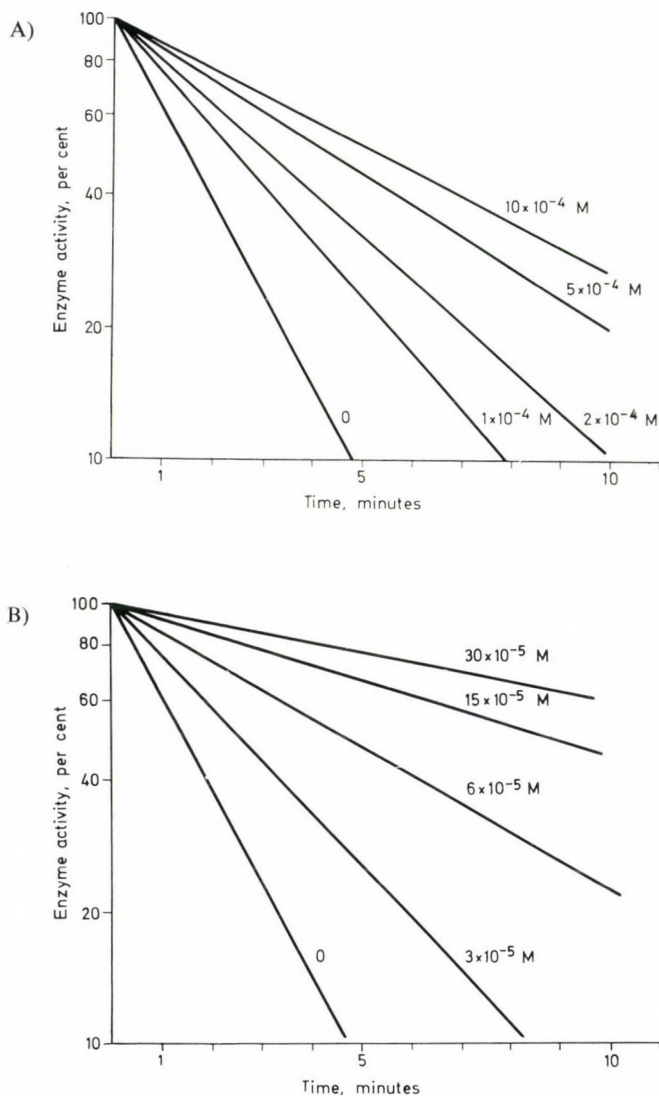 A)
100
80
60
40
20
10
Enzyme activity, per cent
10×10⁻⁴ M
5×10⁻⁴ M
2×10⁻⁴ M
1×10⁻⁴ M
0
1 5 10
Time, minutes
B)
100
80
60
40
20
10
Enzyme activity, per cent
30×10⁻⁵ M
15×10⁻⁵ M
6×10⁻⁵ M
3×10⁻⁵ M
0
1 5 10
Time, minutes